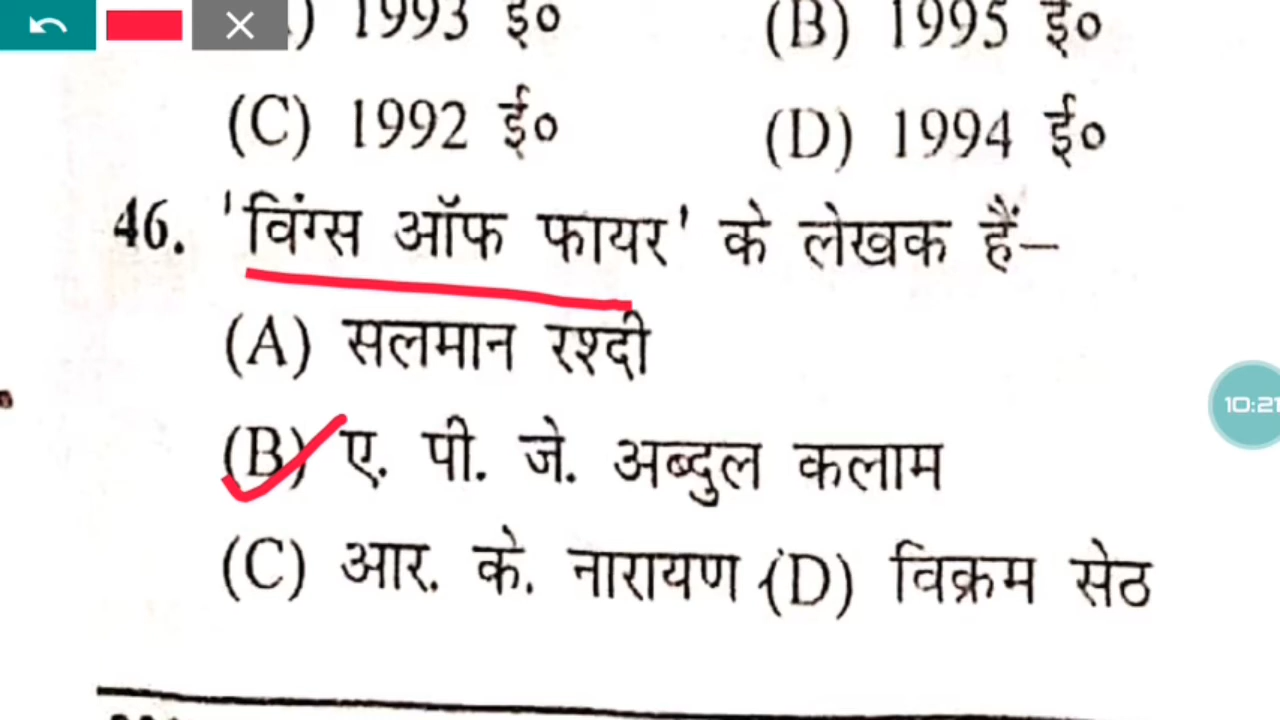 ) 1993 ई० (B) 1995 ई०
(C) 1992 ई० (D) 1994 ई०
46. 'विंग्स ऑफ फायर' के लेखक हैं–
(A) सलमान रश्दी
(B) ए. पी. जे. अब्दुल कलाम
10:21
(C) आर. के. नारायण (D) विक्रम सेठ